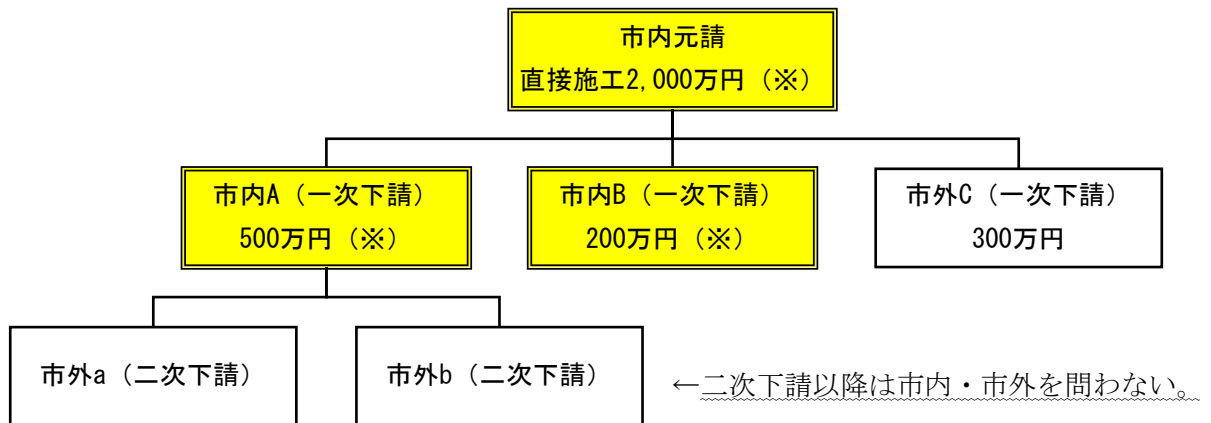 市内元請
直接施工2,000万円（※）
市内A（一次下請）
500万円（※）
市内B（一次下請）
200万円（※）
市外C（一次下請）
300万円
市外a（二次下請）
市外b（二次下請）
←二次下請以降は市内・市外を問わない。